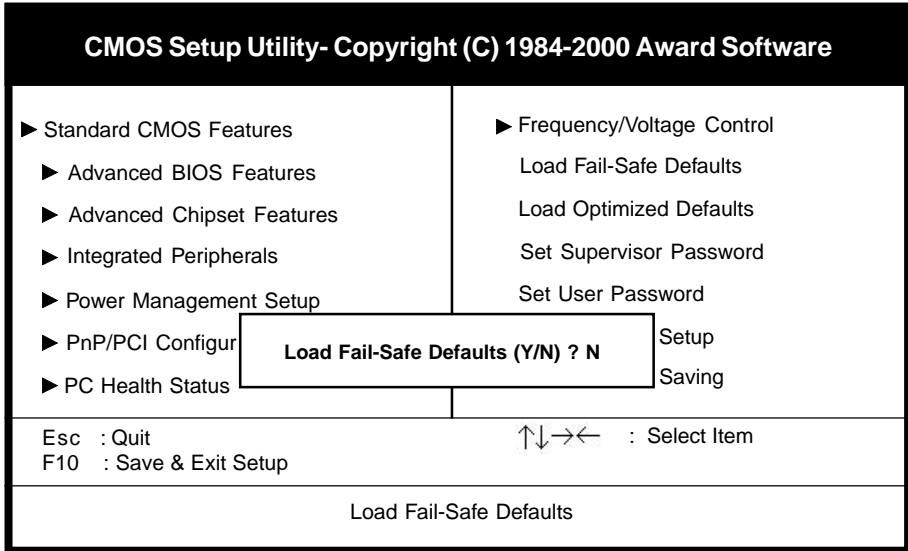 CMOS Setup Utility- Copyright (C) 1984-2000 Award Software
▶ Standard CMOS Features
▶ Advanced BIOS Features
▶ Advanced Chipset Features
▶ Integrated Peripherals
▶ Power Management Setup
▶ PnP/PCI Configur
▶ PC Health Status
▶ Frequency/Voltage Control
Load Fail-Safe Defaults
Load Optimized Defaults
Set Supervisor Password
Set User Password
Setup
Saving
Load Fail-Safe Defaults (Y/N) ? N
Esc : Quit
F10 : Save & Exit Setup
↑↓→← : Select Item
Load Fail-Safe Defaults